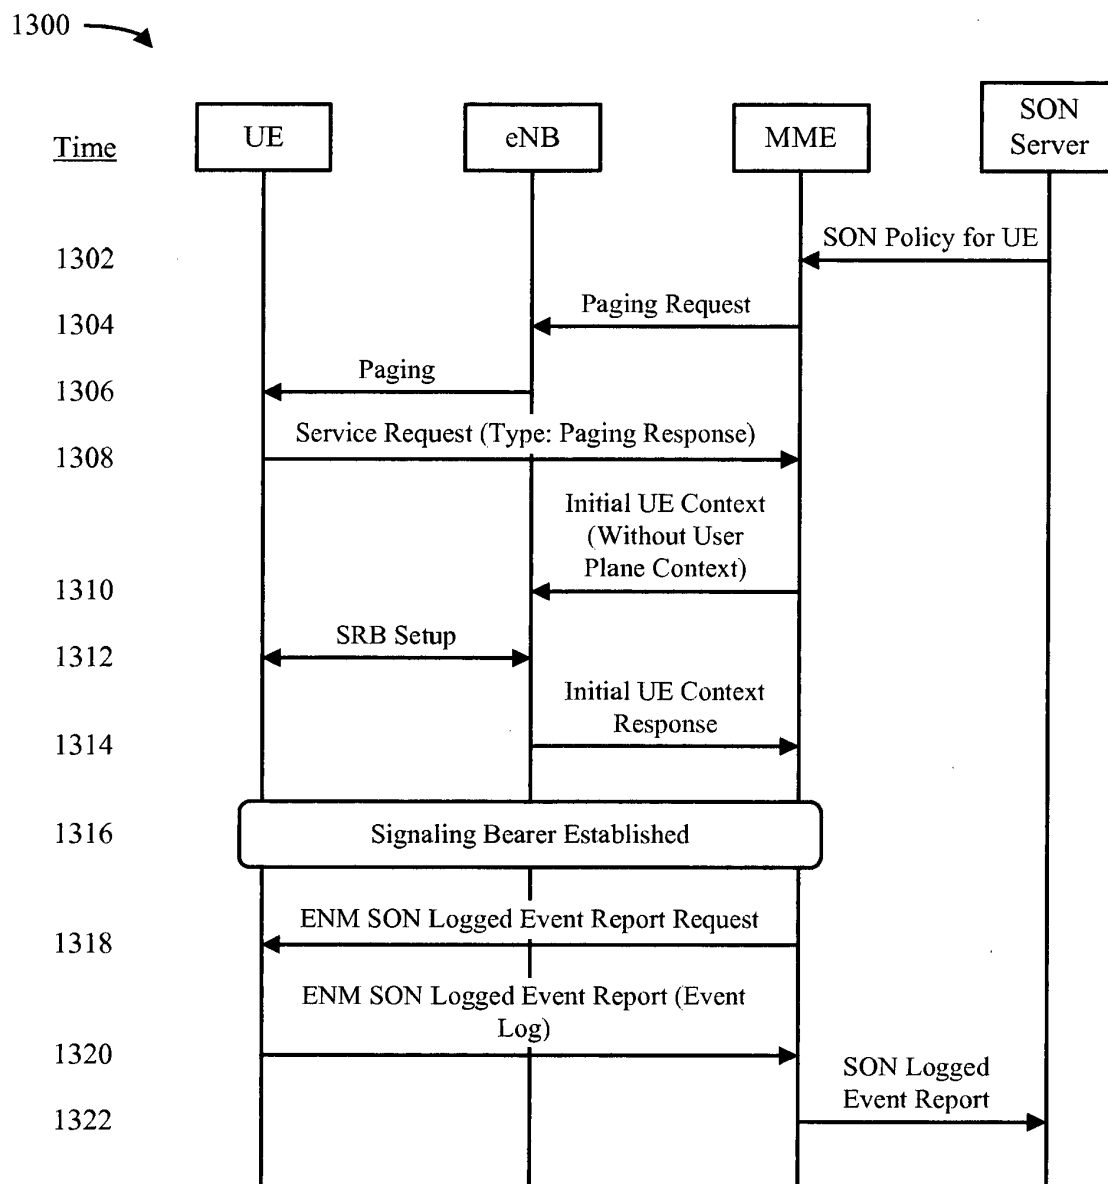 1300
Time
UE
eNB
MME
SON
Server
SON Policy for UE
1302
Paging Request
1304
Paging
1306
Service Request (Type: Paging Response)
1308
Initial UE Context
(Without User
Plane Context)
1310
SRB Setup
1312
Initial UE Context
Response
1314
1316
Signaling Bearer Established
ENM SON Logged Event Report Request
1318
ENM SON Logged Event Report (Event
Log)
1320
SON Logged
Event Report
1322